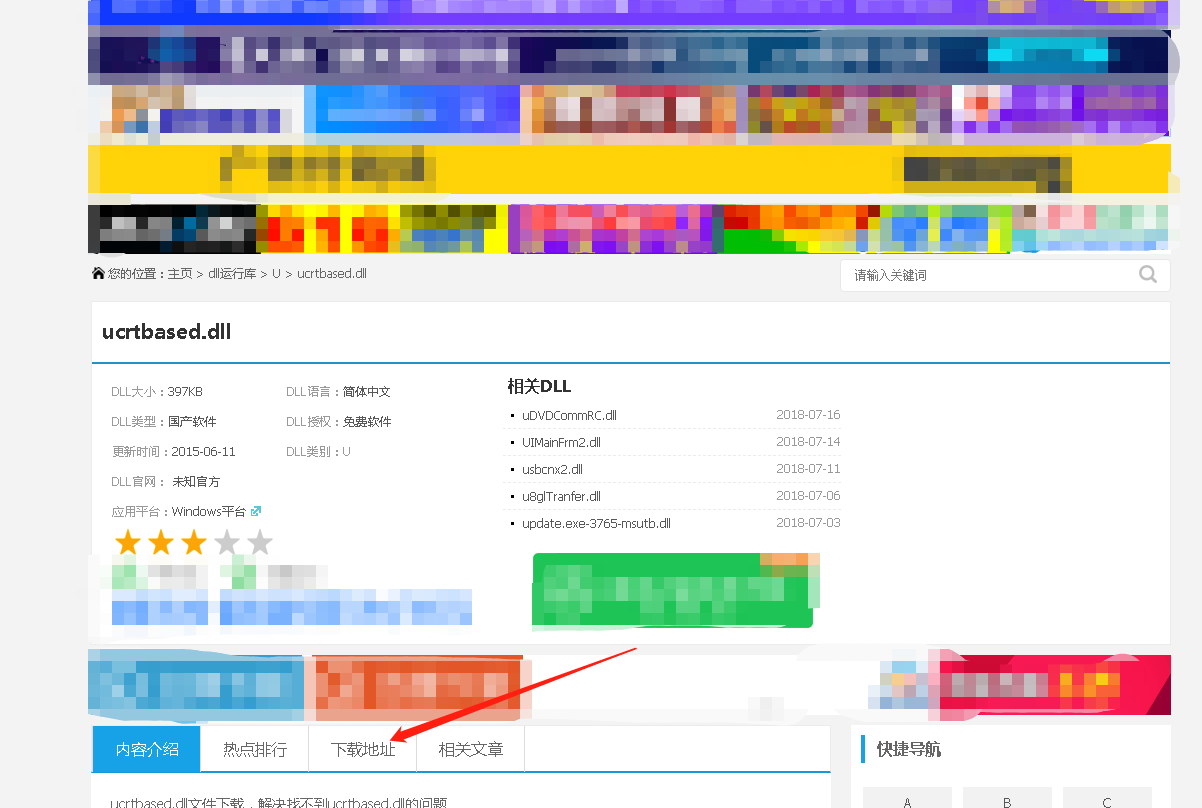 您的位置：主页 > dll运行库 > U > ucrtbased.dll
请输入关键词
ucrtbased.dll
DLL大小：397KB
DLL语言：简体中文
DLL类型：国产软件
DLL授权：免费软件
更新时间：2015-06-11
DLL类别：U
DLL官网： 未知官方
应用平台：Windows平台
相关DLL
uDVDCommRC.dll 2018-07-16
UIMainFrm2.dll 2018-07-14
usbcnx2.dll 2018-07-11
u8glTranfer.dll 2018-07-06
update.exe-3765-msutb.dll 2018-07-03
内容介绍 热点排行 下载地址 相关文章
快捷导航
ucrtbased.dll文件下载，解决找不到ucrtbased.dll的问题
A B C